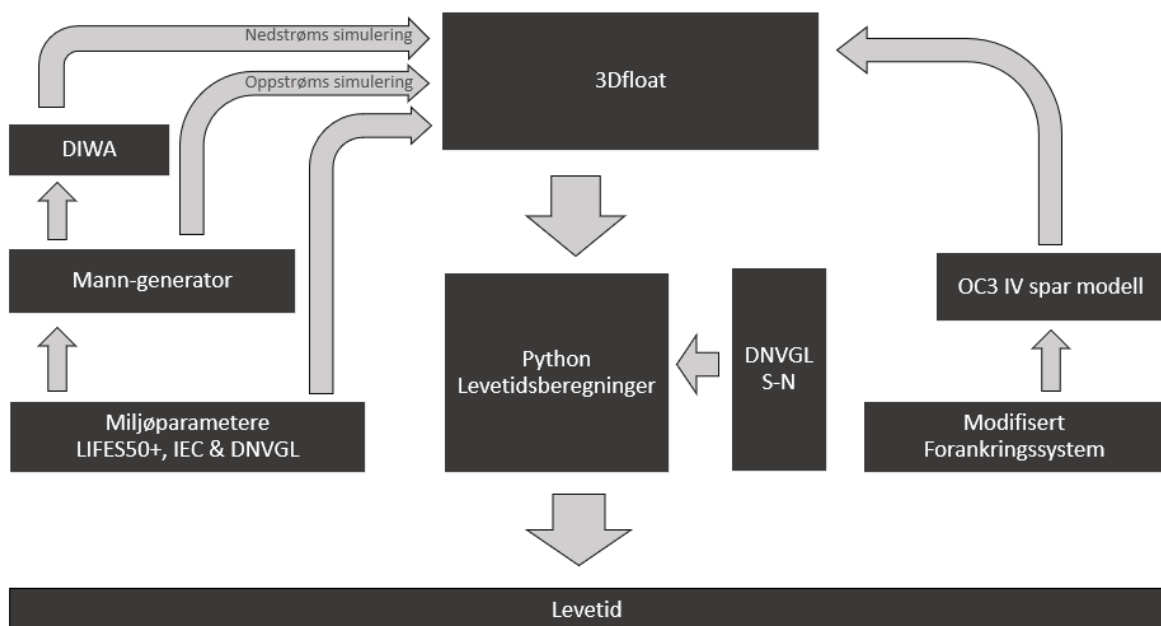 Nedstrøms simulering
3Dfloat
Oppstrøms simulering
DIWA
Mann-generator
OC3 IV spar modell
Python
Levetidsberegninger
DNVGL
S-N
Miljøparametere
LIFES50+, IEC & DNVGL
Modifisert
Forankringssystem
Levetid